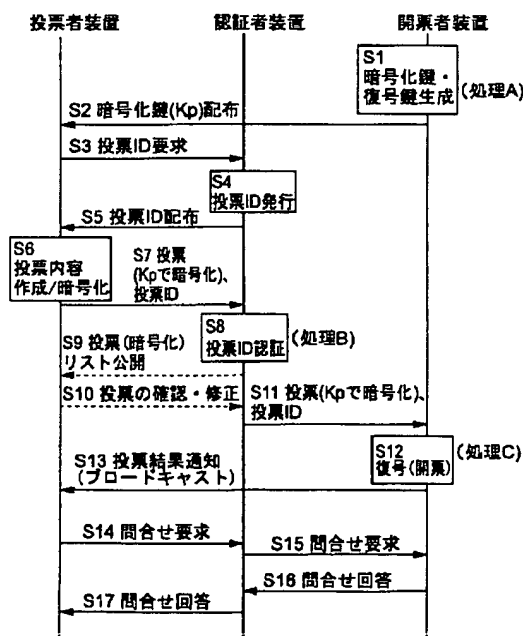 投票者装置
認証者装置
開票者装置
S1
暗号化鍵・
復号鍵生成
(処理A)
S2 暗号化鍵(Kp)配布
S3 投票ID要求
S4
投票ID発行
S5 投票ID配布
S6
投票内容
作成/暗号化
S7 投票
(Kpで暗号化)、
投票ID
S8
投票ID認証
(処理B)
S9 投票(暗号化)
リスト公開
S10 投票の確認・修正
S11 投票(Kpで暗号化)、
投票ID
S12
復号(開票)
(処理C)
S13 投票結果通知
(ブロードキャスト)
S14 問合せ要求
S15 問合せ要求
S16 問合せ回答
S17 問合せ回答